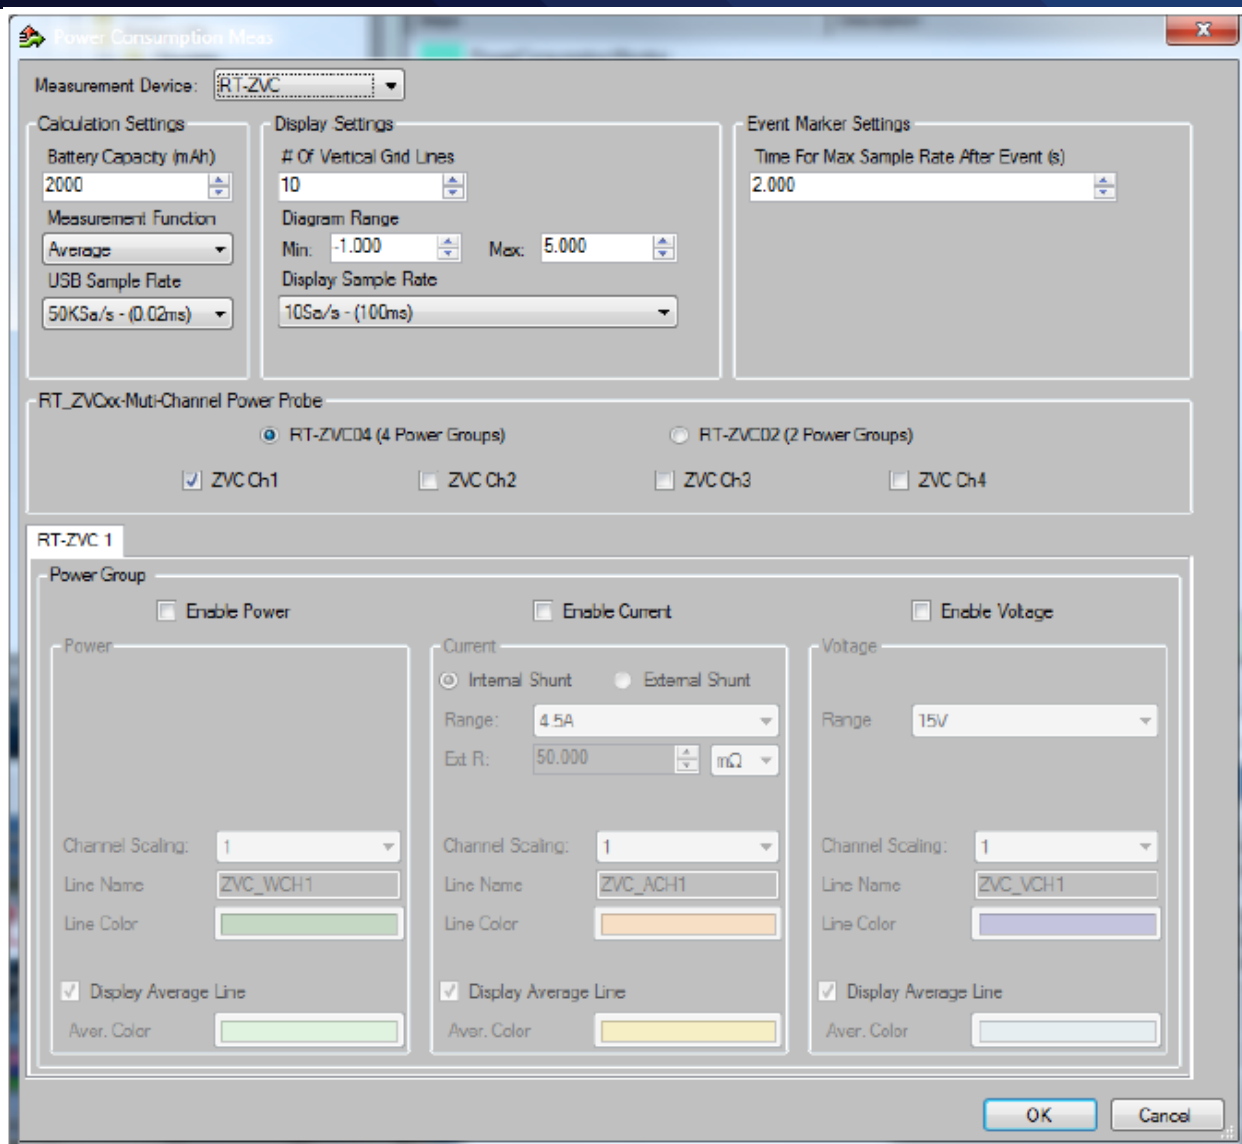 Power Consumption Meas
Measurement Device: RT-ZVC
Calculation Settings
Battery Capacity (mAh)
2000
Measurement Function
Average
USB Sample Rate
50KSa/s - (0.02ms)
Display Settings
# Of Vertical Grid Lines
10
Diagram Range
Min: -1.000 Max: 5.000
Display Sample Rate
10Sa/s - (100ms)
Event Marker Settings
Time For Max Sample Rate After Event (s)
2.000
RT_ZVCxx-Muti-Channel Power Probe
RT-ZVC04 (4 Power Groups) RT-ZVC02 (2 Power Groups)
ZVC Ch1 ZVC Ch2 ZVC Ch3 ZVC Ch4
RT-ZVC 1
Power Group
Enable Power Enable Current Enable Voltage
Power
Channel Scaling: 1
Line Name ZVC_WCH1
Line Color
Display Average Line
Aver. Color
Current
Internal Shunt External Shunt
Range: 4.5A
Ext R: 50.000 mΩ
Channel Scaling: 1
Line Name ZVC_ACH1
Line Color
Display Average Line
Aver. Color
Voltage
Range 15V
Channel Scaling: 1
Line Name ZVC_VCH1
Line Color
Display Average Line
Aver. Color
OK Cancel